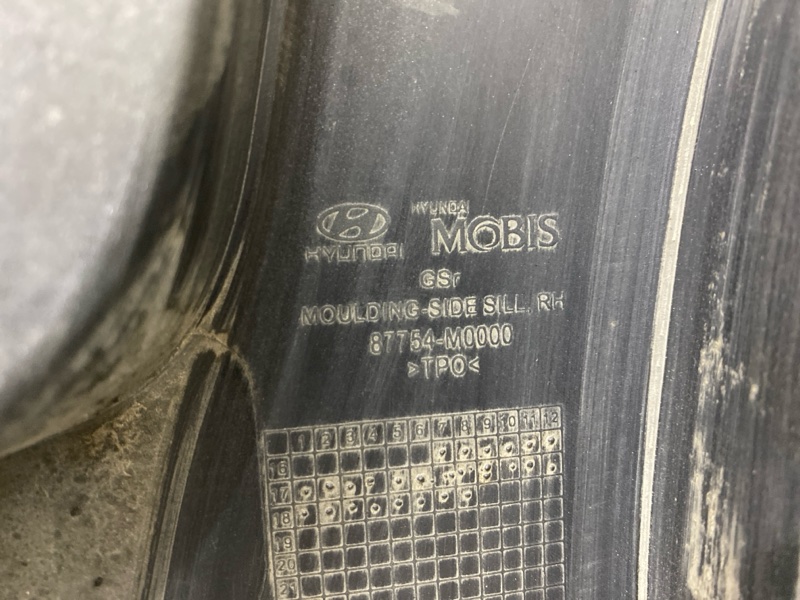 HYUNDAI
HYUNDAI
MOBIS
GSr
MOULDING-SIDE SILL, RH
87754-M0000
>TPO<
1 2 3 4 5 6 7 8 9 10 11 12
16
17
18
19
20
21